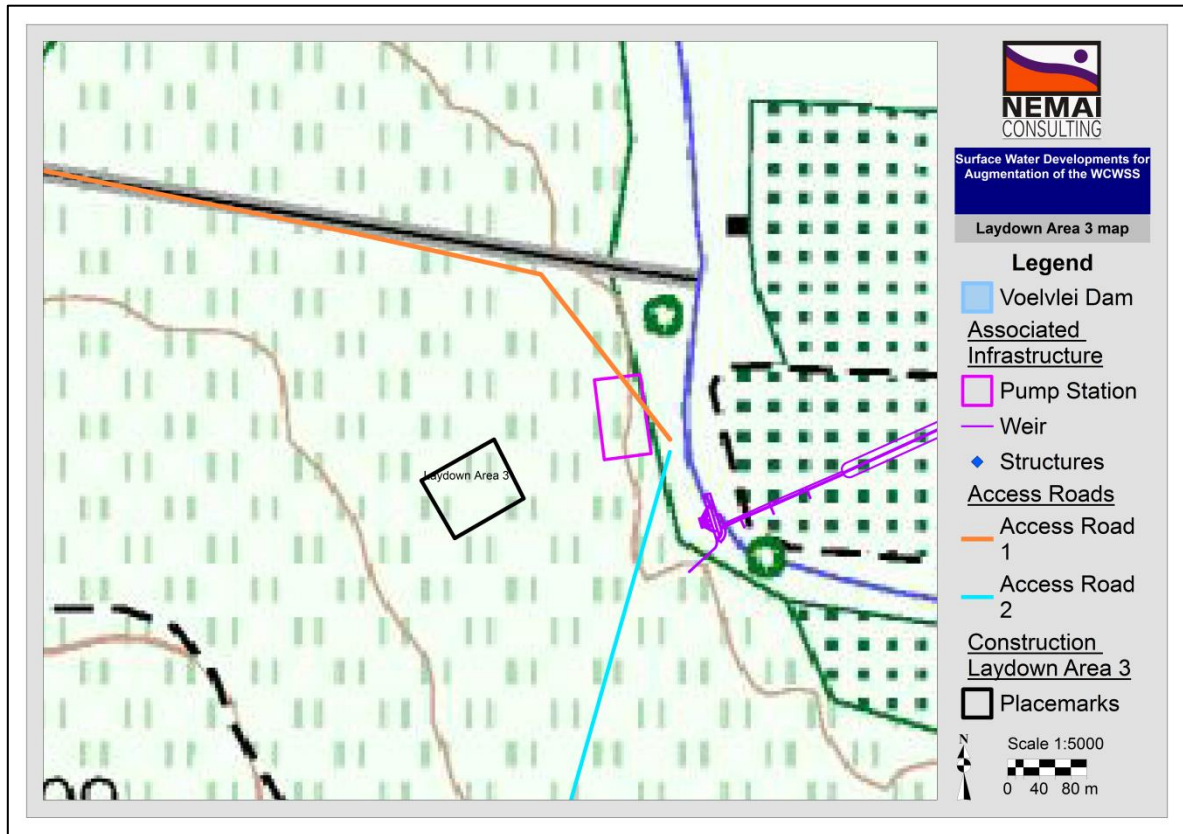 NEMAI
CONSULTING
Surface Water Developments for
Augmentation of the WCWSS
Laydown Area 3 map
Legend
Voelvlei Dam
Associated
Infrastructure
Pump Station
Weir
Structures
Access Roads
Access Road
1
Access Road
2
Construction
Laydown Area 3
Placemarks
N
Scale 1:5000
0 40 80 m
Laydown Area 3